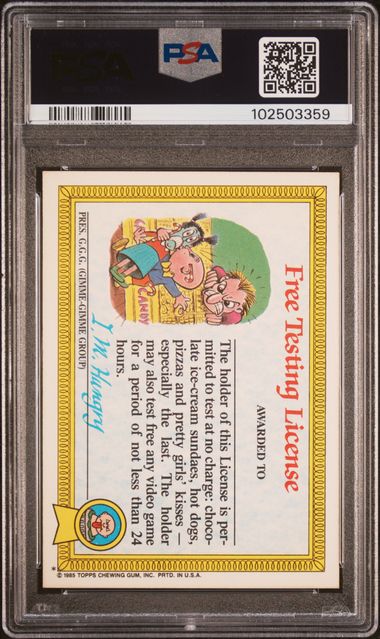 PSA
102503359
Free Testing License
AWARDED TO
The holder of this License is per-
mitted to test at no charge: choco-
late ice-cream sundaes, hot dogs,
pizzas and pretty girls' kisses —
especially the last. The holder
may also test free any video game
for a period of not less than 24
hours.
CANDY
I. M. Hungry
PRES. G.G.G. (GIMME-GIMME GROUP)
* © 1985 TOPPS CHEWING GUM, INC. PRTD. IN U.S.A.